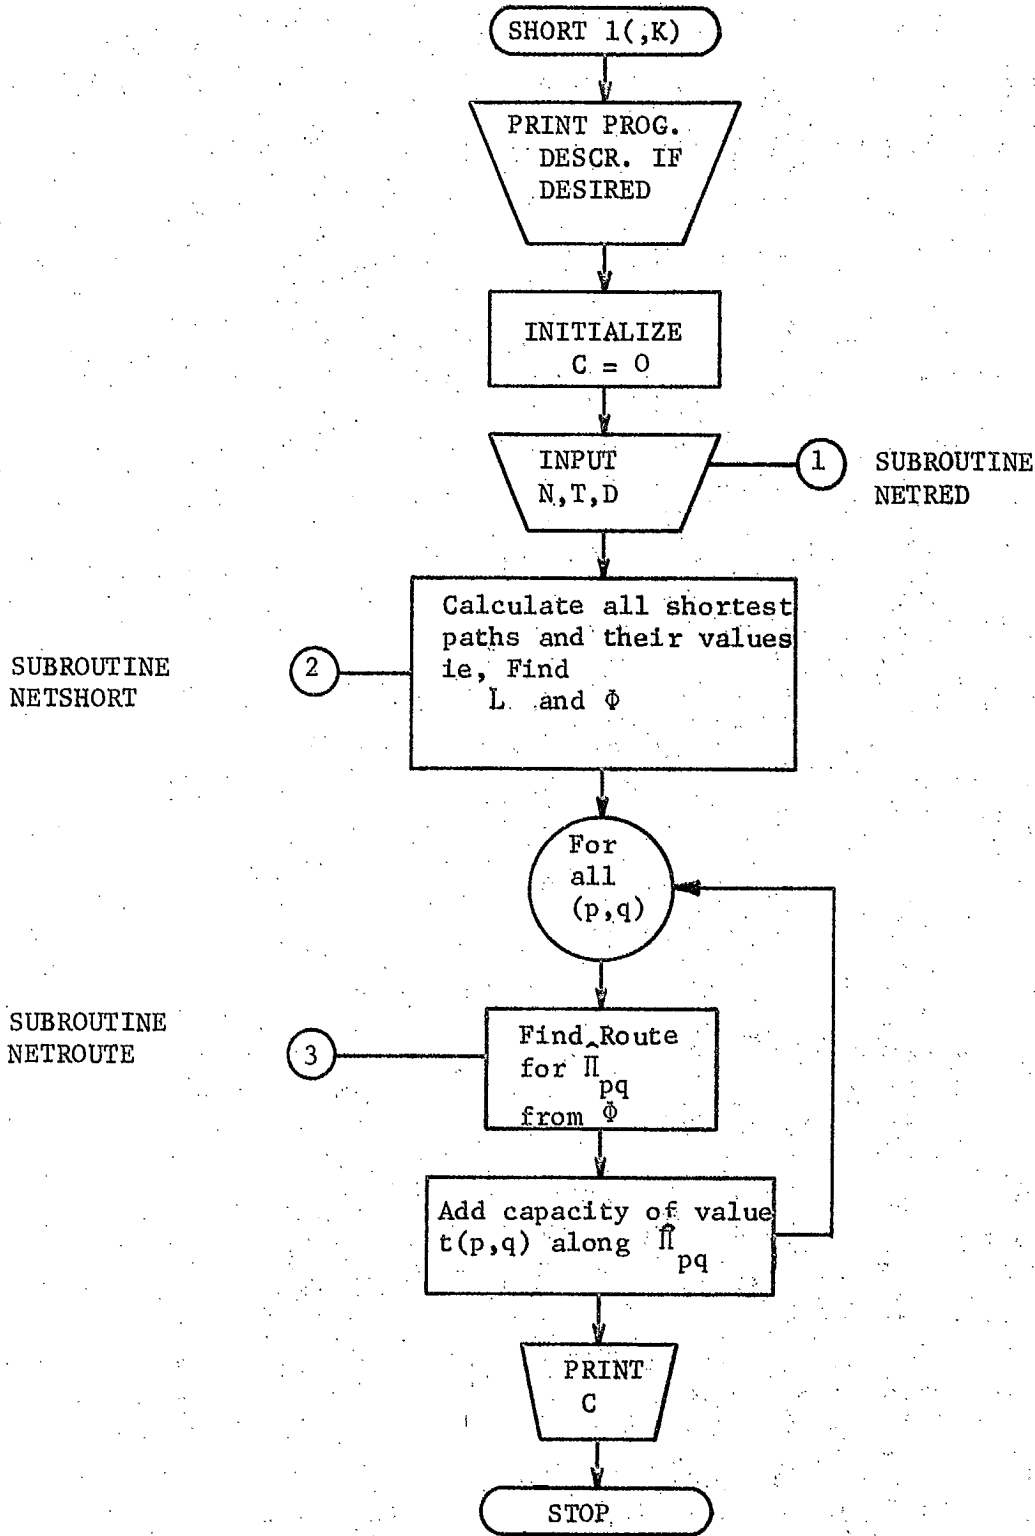 SHORT 1(,K)
PRINT PROG.
DESCR. IF
DESIRED
INITIALIZE
C = 0
INPUT
N,T,D
1
SUBROUTINE
NETRED
Calculate all shortest
paths and their values
ie, Find
L and Φ
2
SUBROUTINE
NETSHORT
For
all
(p,q)
Find Route
for Π̂pq
from Φ
3
SUBROUTINE
NETROUTE
Add capacity of value
t(p,q) along Π̂pq
PRINT
C
STOP